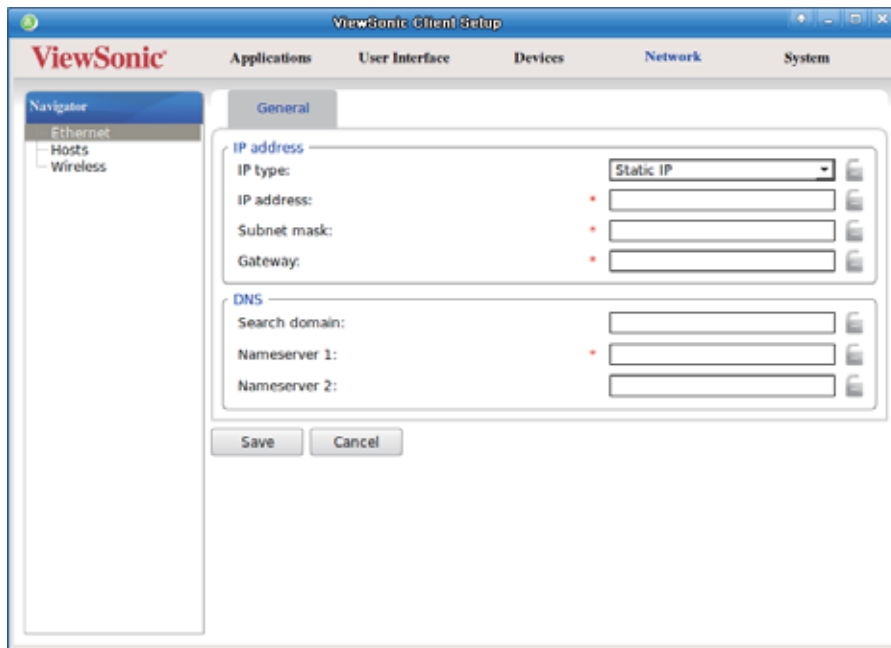 ViewSonic Client Setup
ViewSonic®
Applications User Interface Devices Network System
Navigator
Ethernet
Hosts
Wireless
General
IP address
IP type: Static IP
IP address: *
Subnet mask: *
Gateway: *
DNS
Search domain:
Nameserver 1: *
Nameserver 2:
Save Cancel